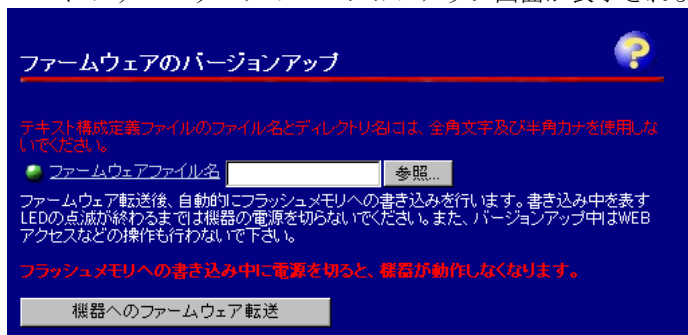 ファームウェアのバージョンアップ
テキスト構成定義ファイルのファイル名とディレクトリ名には、全角文字及び半角カナを使用しな
いでください。
ファームウェアファイル名 参照...
ファームウェア転送後、自動的にフラッシュメモリへの書き込みを行います。書き込み中を表す
LEDの点滅が終わるまでは機器の電源を切らないでください。また、バージョンアップ中はWEB
アクセスなどの操作も行わないで下さい。
フラッシュメモリへの書き込み中に電源を切ると、機器が動作しなくなります。
機器へのファームウェア転送